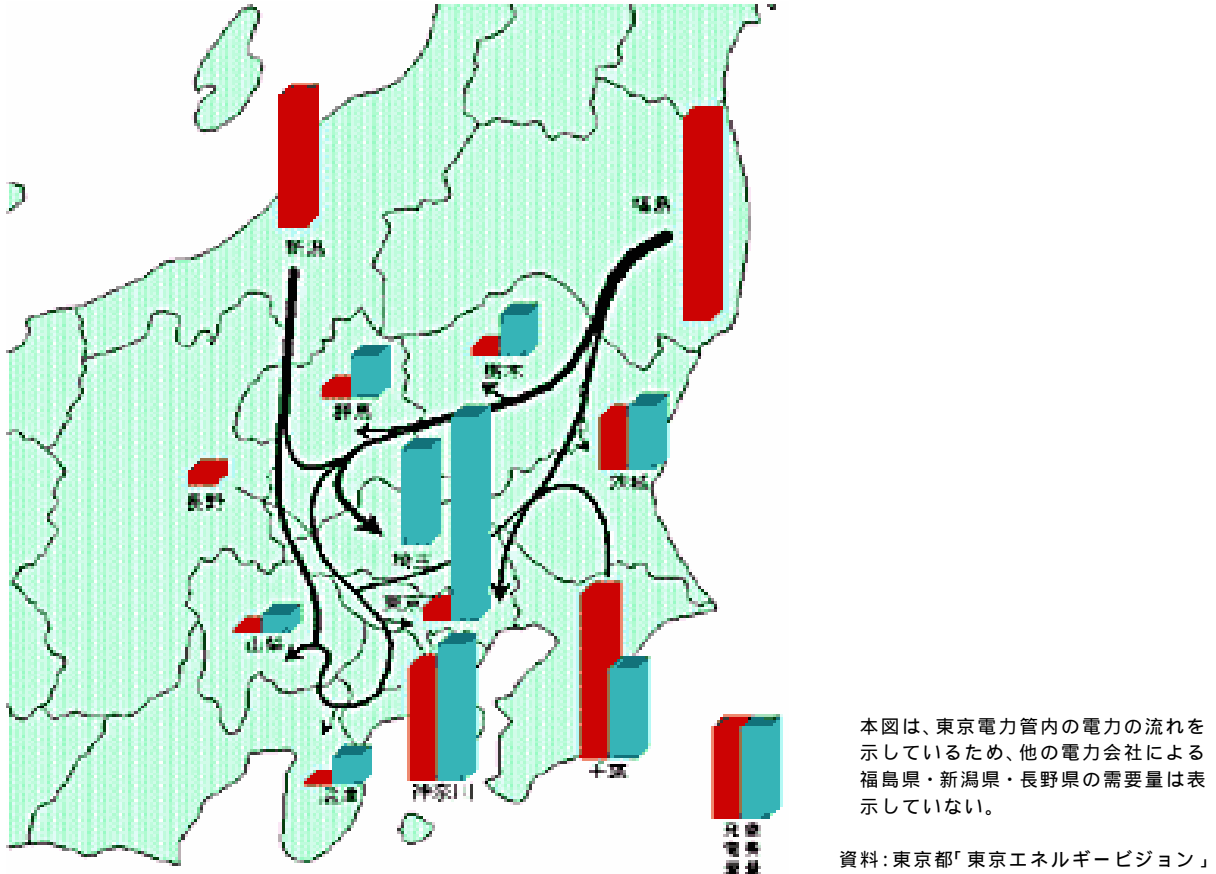 新潟
福島
栃木
群馬
茨城
長野
埼玉
東京
山梨
千葉
神奈川
発電量
需要量
本図は、東京電力管内の電力の流れを
示しているため、他の電力会社による
福島県・新潟県・長野県の需要量は表
示していない。
資料:東京都「東京エネルギービジョン」